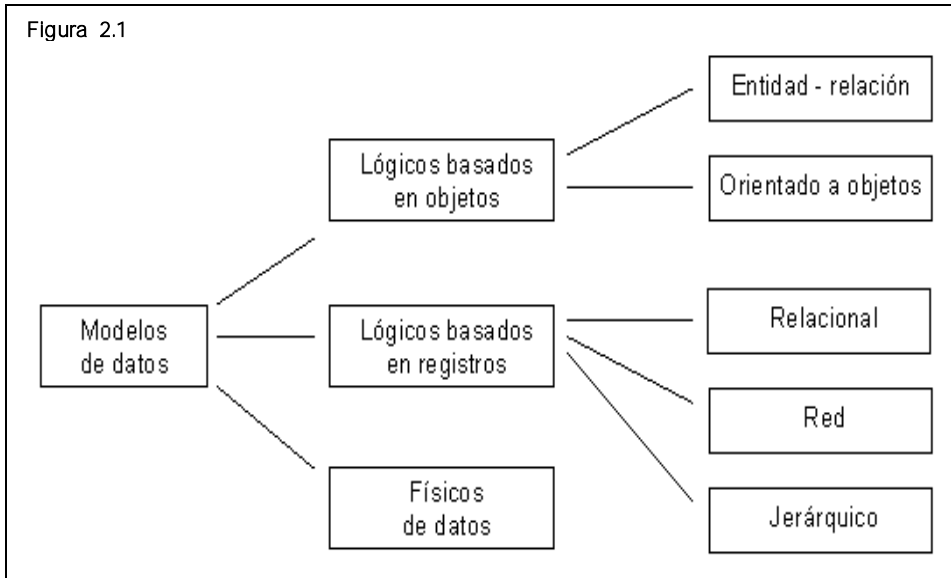 Figura 2.1
Entidad - relación
Lógicos basados
en objetos
Orientado a objetos
Modelos
de datos
Lógicos basados
en registros
Relacional
Red
Físicos
de datos
Jerárquico